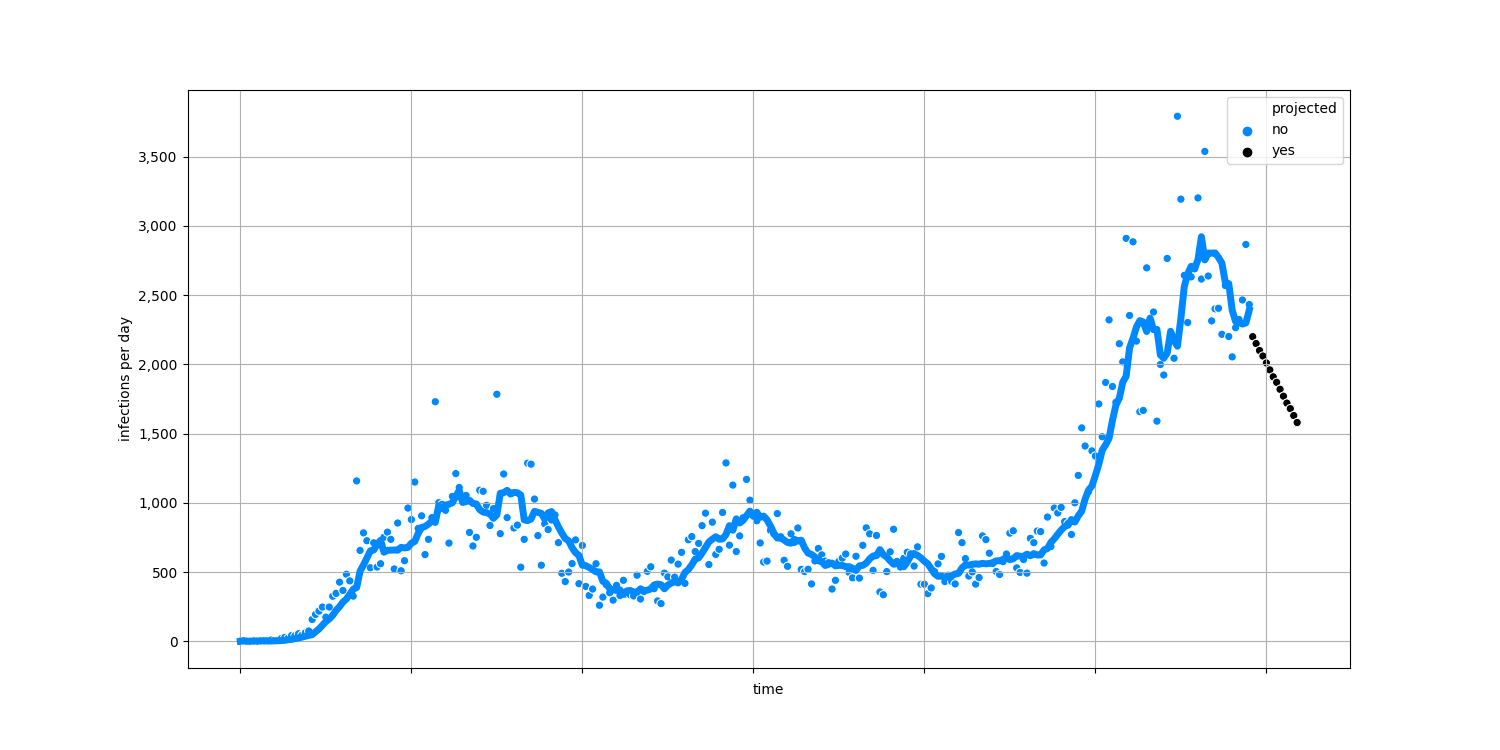 projected
no
yes
3,500
3,000
2,500
2,000
1,500
1,000
500
0
infections per day
time